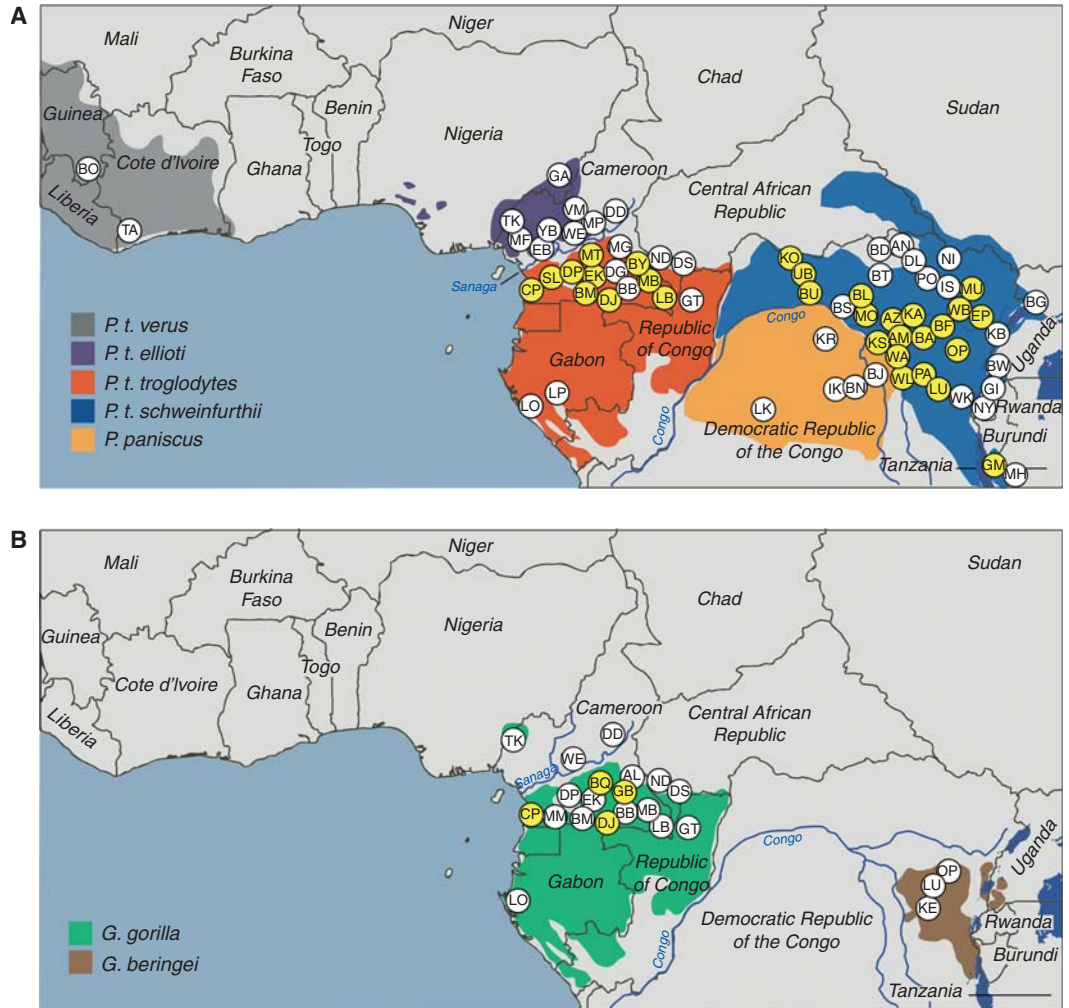 A
Mali
Niger
Burkina
Faso
Chad
Sudan
Benin
Guinea
Nigeria
Togo
Cote d'Ivoire
Ghana
Cameroon
BO
GA
Central African
Republic
Liberia
TA
TK
VM
MP
DD
MF
YB
WE
EB
MG
MT
BY
ND
DS
Sanaga
CP
SL
DP
EK
DG
MB
BM
DJ
BB
LB
GT
KO
UB
BU
BD
AN
DL
NI
BT
PO
IS
MU
BG
BS
BL
MO
AZ
KA
WB
EP
BF
KB
Uganda
Congo
KR
KS
AM
BA
OP
WA
BW
WL
PA
LU
BJ
IK
BN
WK
GI
NY
Rwanda
P. t. verus
P. t. ellioti
P. t. troglodytes
P. t. schweinfurthii
P. paniscus
Republic
of Congo
Gabon
LP
LO
Congo
LK
Democratic Republic
of the Congo
Burundi
Tanzania
GM
MH
B
Mali
Niger
Burkina
Faso
Chad
Sudan
Benin
Guinea
Nigeria
Togo
Cote d'Ivoire
Ghana
Liberia
Cameroon
Central African
Republic
TK
DD
WE
Sanaga
BQ
AL
GB
ND
DS
DP
EK
CP
MM
BM
DJ
BB
MB
LB
GT
Congo
Uganda
Gabon
Republic
of Congo
OP
LU
KE
LO
Congo
Democratic Republic
of the Congo
Rwanda
Burundi
Tanzania
G. gorilla
G. beringei